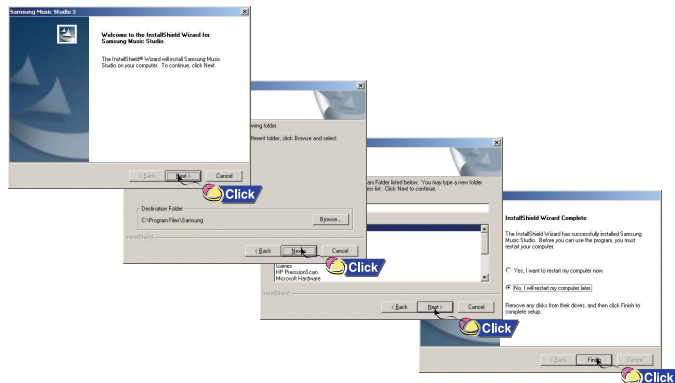 Samsung Music Studio 3
Welcome to the InstallShield Wizard for
Samsung Music Studio
The InstallShield® Wizard will install Samsung Music
Studio on your computer. To continue, click Next.
< Back
Next >
Cancel
Click
wing folder.
fferent folder, click Browse and select
Destination Folder
C:\Program Files\Samsung
Browse...
InstallShield
< Back
Next
Cancel
Click
am Folder listed below. You may type a new folder
ers list. Click Next to continue.
Games
HP PrecisionScan
Microsoft Hardware
InstallShield
< Back
Next >
Cancel
Click
InstallShield Wizard Complete
The InstallShield Wizard has successfully installed Samsung
Music Studio. Before you can use the program, you must
restart your computer.
Yes, I want to restart my computer now.
No, I will restart my computer later.
Remove any disks from their drives, and then click Finish to
complete setup.
< Back
Finish
Cancel
Click